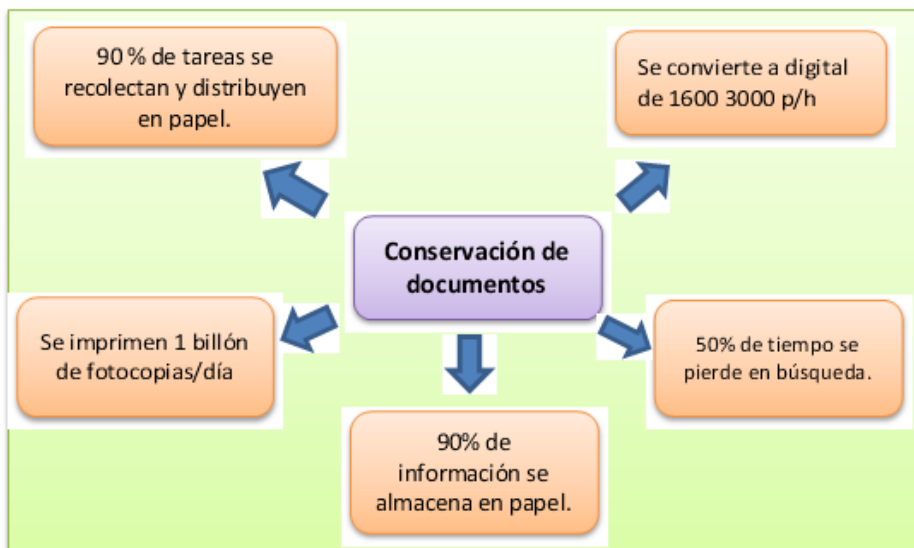 90 % de tareas se
recolectan y distribuyen
en papel.
Se convierte a digital
de 1600 3000 p/h
Conservación de
documentos
Se imprimen 1 billón
de fotocopias/día
50% de tiempo se
pierde en búsqueda.
90% de
información se
almacena en papel.